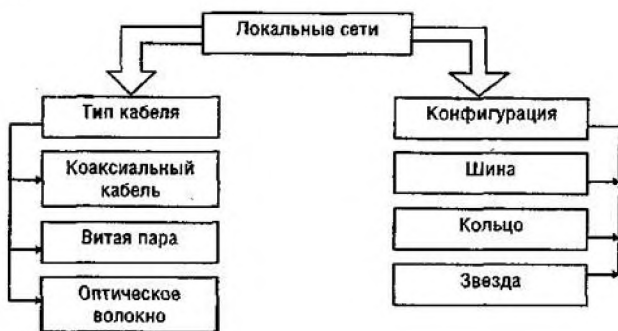 Локальные сети
Тип кабеля
Коаксиальный
кабель
Витая пара
Оптическое
волокно
Конфигурация
Шина
Кольцо
Звезда